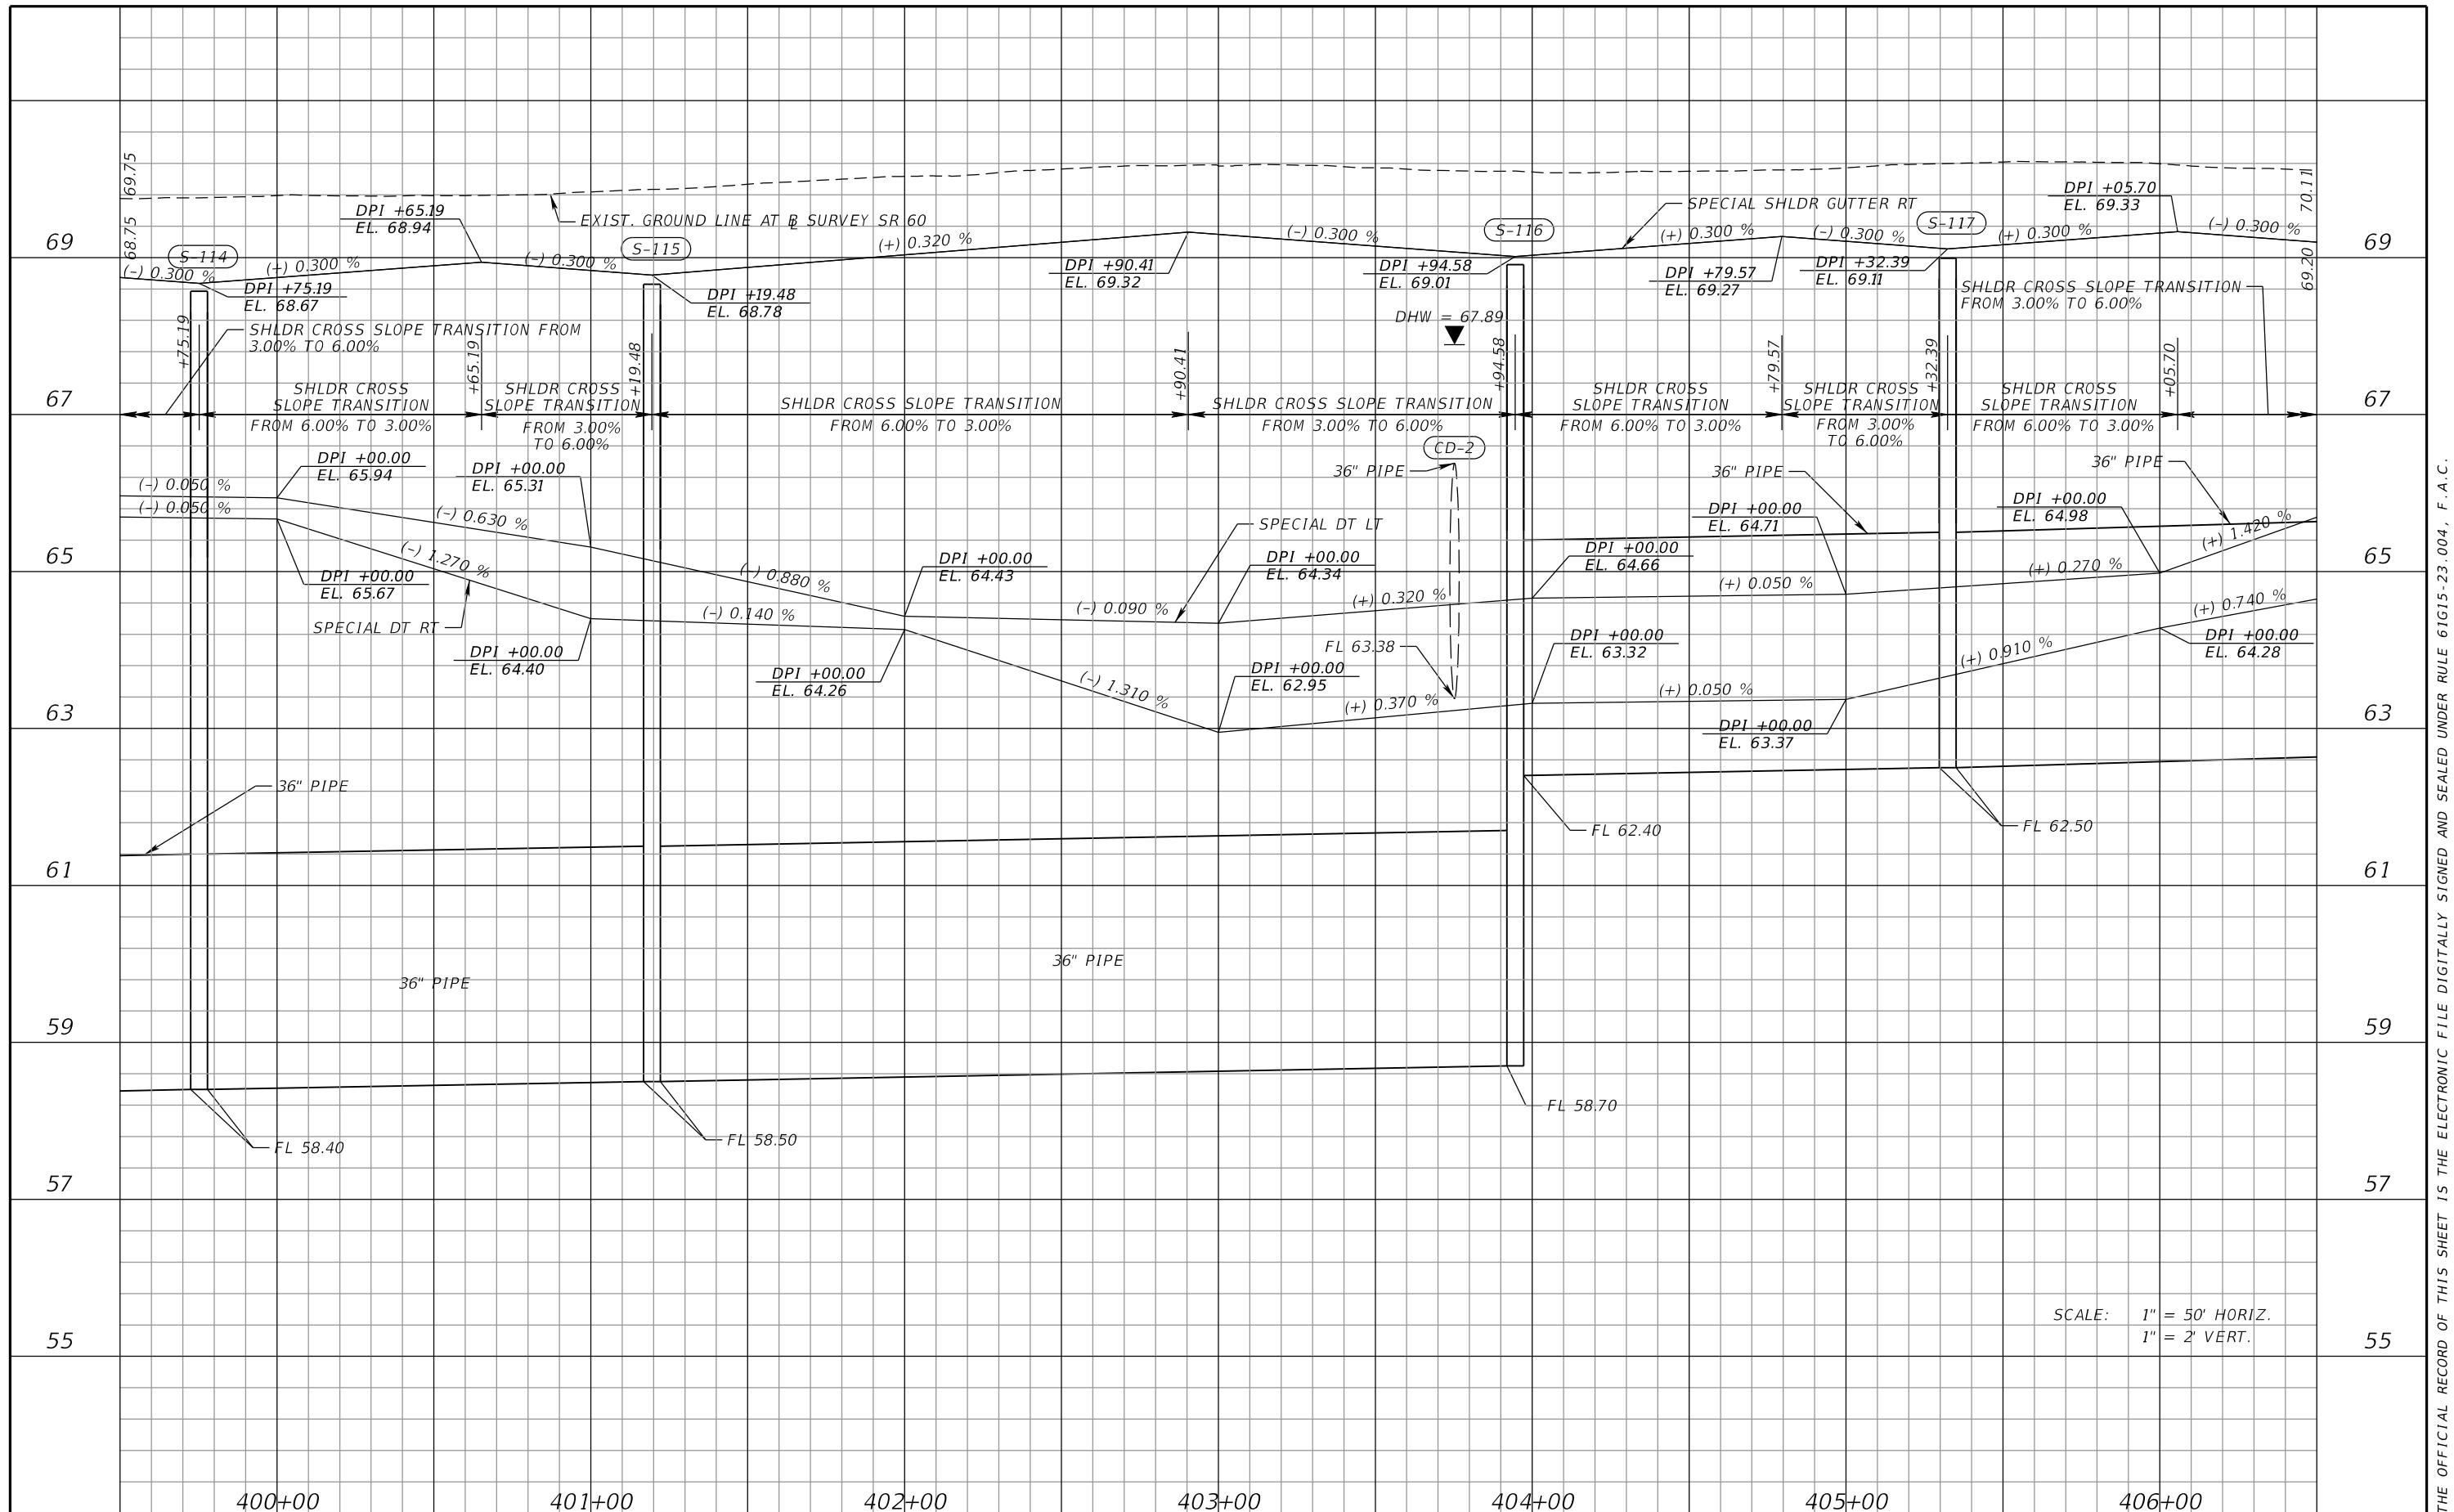 69.75
68.75
S-114
(-) 0.300 %
DPI +75.19
EL. 68.67
(+) 0.300 %
DPI +65.19
EL. 68.94
(-) 0.300 %
EXIST. GROUND LINE AT BL SURVEY SR 60
S-115
DPI +19.48
EL. 68.78
(+) 0.320 %
DPI +90.41
EL. 69.32
(-) 0.300 %
S-116
DPI +94.58
EL. 69.01
SPECIAL SHLDR GUTTER RT
(+) 0.300 %
DPI +79.57
EL. 69.27
(-) 0.300 %
S-117
DPI +32.39
EL. 69.11
(+) 0.300 %
DPI +05.70
EL. 69.33
(-) 0.300 %
70.11
69.20
69
69
SHLDR CROSS SLOPE TRANSITION FROM
3.00% TO 6.00%
DHW = 67.89
SHLDR CROSS SLOPE TRANSITION
FROM 3.00% TO 6.00%
+75.19
+65.19
+19.48
+90.41
+94.58
+79.57
+32.39
+05.70
67
67
SHLDR CROSS
SLOPE TRANSITION
FROM 6.00% TO 3.00%
SHLDR CROSS
SLOPE TRANSITION
FROM 3.00%
TO 6.00%
SHLDR CROSS SLOPE TRANSITION
FROM 6.00% TO 3.00%
SHLDR CROSS SLOPE TRANSITION
FROM 3.00% TO 6.00%
SHLDR CROSS
SLOPE TRANSITION
FROM 6.00% TO 3.00%
SHLDR CROSS
SLOPE TRANSITION
FROM 3.00%
TO 6.00%
SHLDR CROSS
SLOPE TRANSITION
FROM 6.00% TO 3.00%
(-) 0.050 %
(-) 0.050 %
DPI +00.00
EL. 65.94
DPI +00.00
EL. 65.31
(-) 0.630 %
(-) 1.270 %
DPI +00.00
EL. 65.67
SPECIAL DT RT
DPI +00.00
EL. 64.40
(-) 0.880 %
(-) 0.140 %
DPI +00.00
EL. 64.43
DPI +00.00
EL. 64.26
(-) 0.090 %
SPECIAL DT LT
DPI +00.00
EL. 64.34
(-) 1.310 %
DPI +00.00
EL. 62.95
(+) 0.320 %
(+) 0.370 %
CD-2
36" PIPE
FL 63.38
DPI +00.00
EL. 64.66
DPI +00.00
EL. 63.32
36" PIPE
DPI +00.00
EL. 64.71
(+) 0.050 %
(+) 0.050 %
DPI +00.00
EL. 63.37
36" PIPE
DPI +00.00
EL. 64.98
(+) 0.270 %
(+) 1.420 %
(+) 0.910 %
(+) 0.740 %
DPI +00.00
EL. 64.28
65
65
63
63
36" PIPE
FL 62.40
FL 62.50
61
61
36" PIPE
36" PIPE
59
59
FL 58.40
FL 58.50
FL 58.70
57
57
SCALE: 1" = 50' HORIZ.
1" = 2' VERT.
55
55
400+00
401+00
402+00
403+00
404+00
405+00
406+00
THE OFFICIAL RECORD OF THIS SHEET IS THE ELECTRONIC FILE DIGITALLY SIGNED AND SEALED UNDER RULE 61G15-23.004, F.A.C.